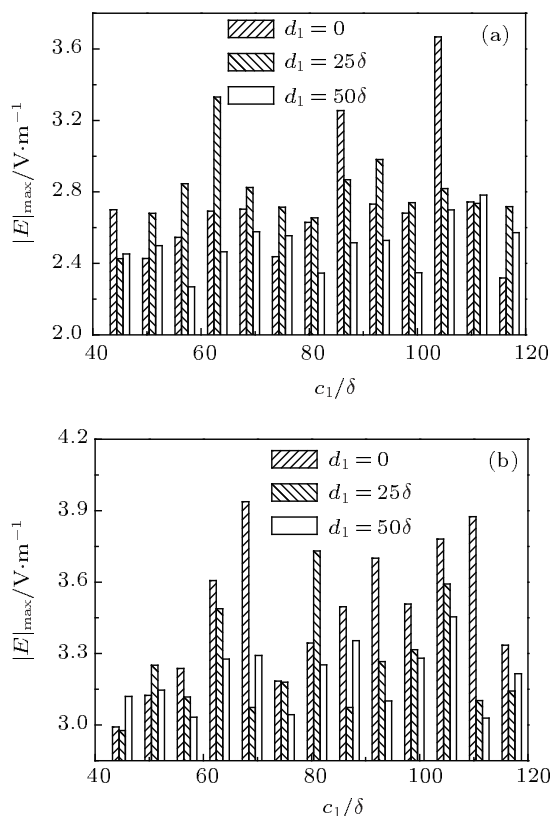 (a)
d₁ = 0
d₁ = 25δ
d₁ = 50δ
3.6
3.2
2.8
2.4
2.0
|E|max/V·m⁻¹
40 60 80 100 120
c₁/δ
(b)
d₁ = 0
d₁ = 25δ
d₁ = 50δ
4.2
3.9
3.6
3.3
3.0
|E|max/V·m⁻¹
40 60 80 100 120
c₁/δ